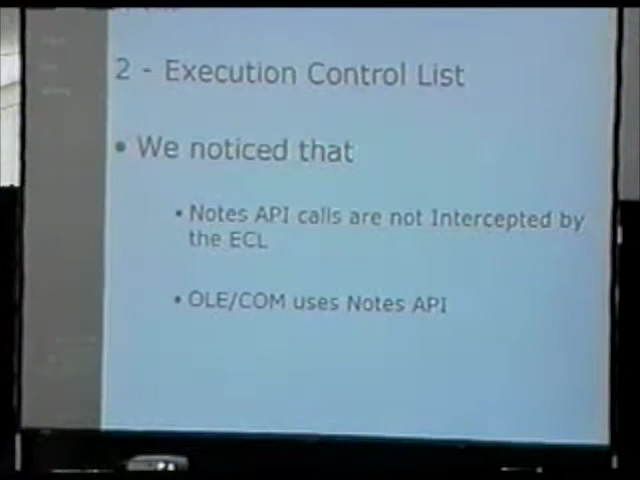 2 - Execution Control List
• We noticed that
• Notes API calls are not Intercepted by
the ECL
• OLE/COM uses Notes API